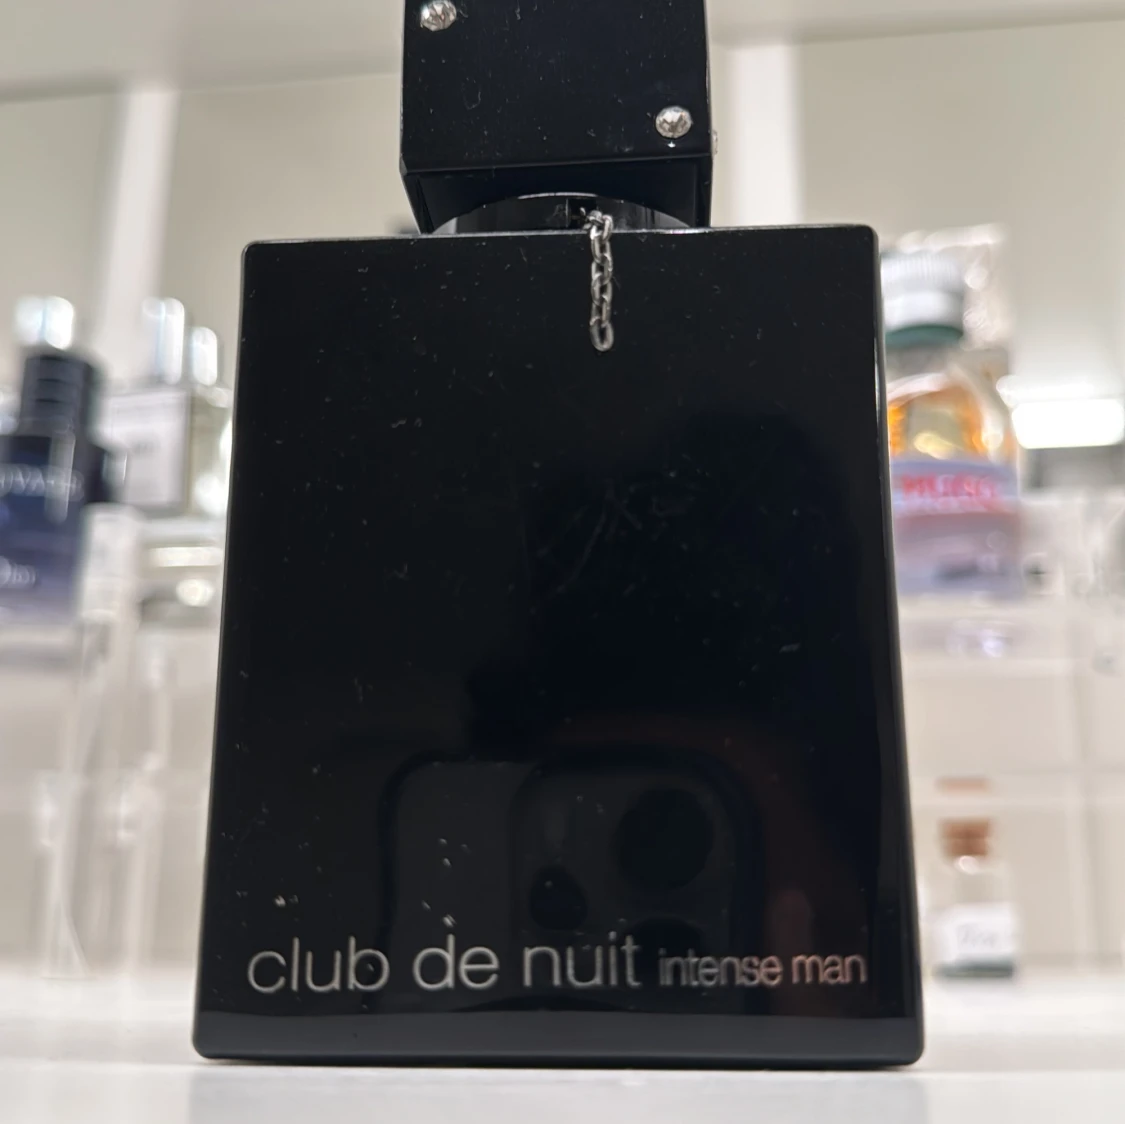 club de nuit intense man